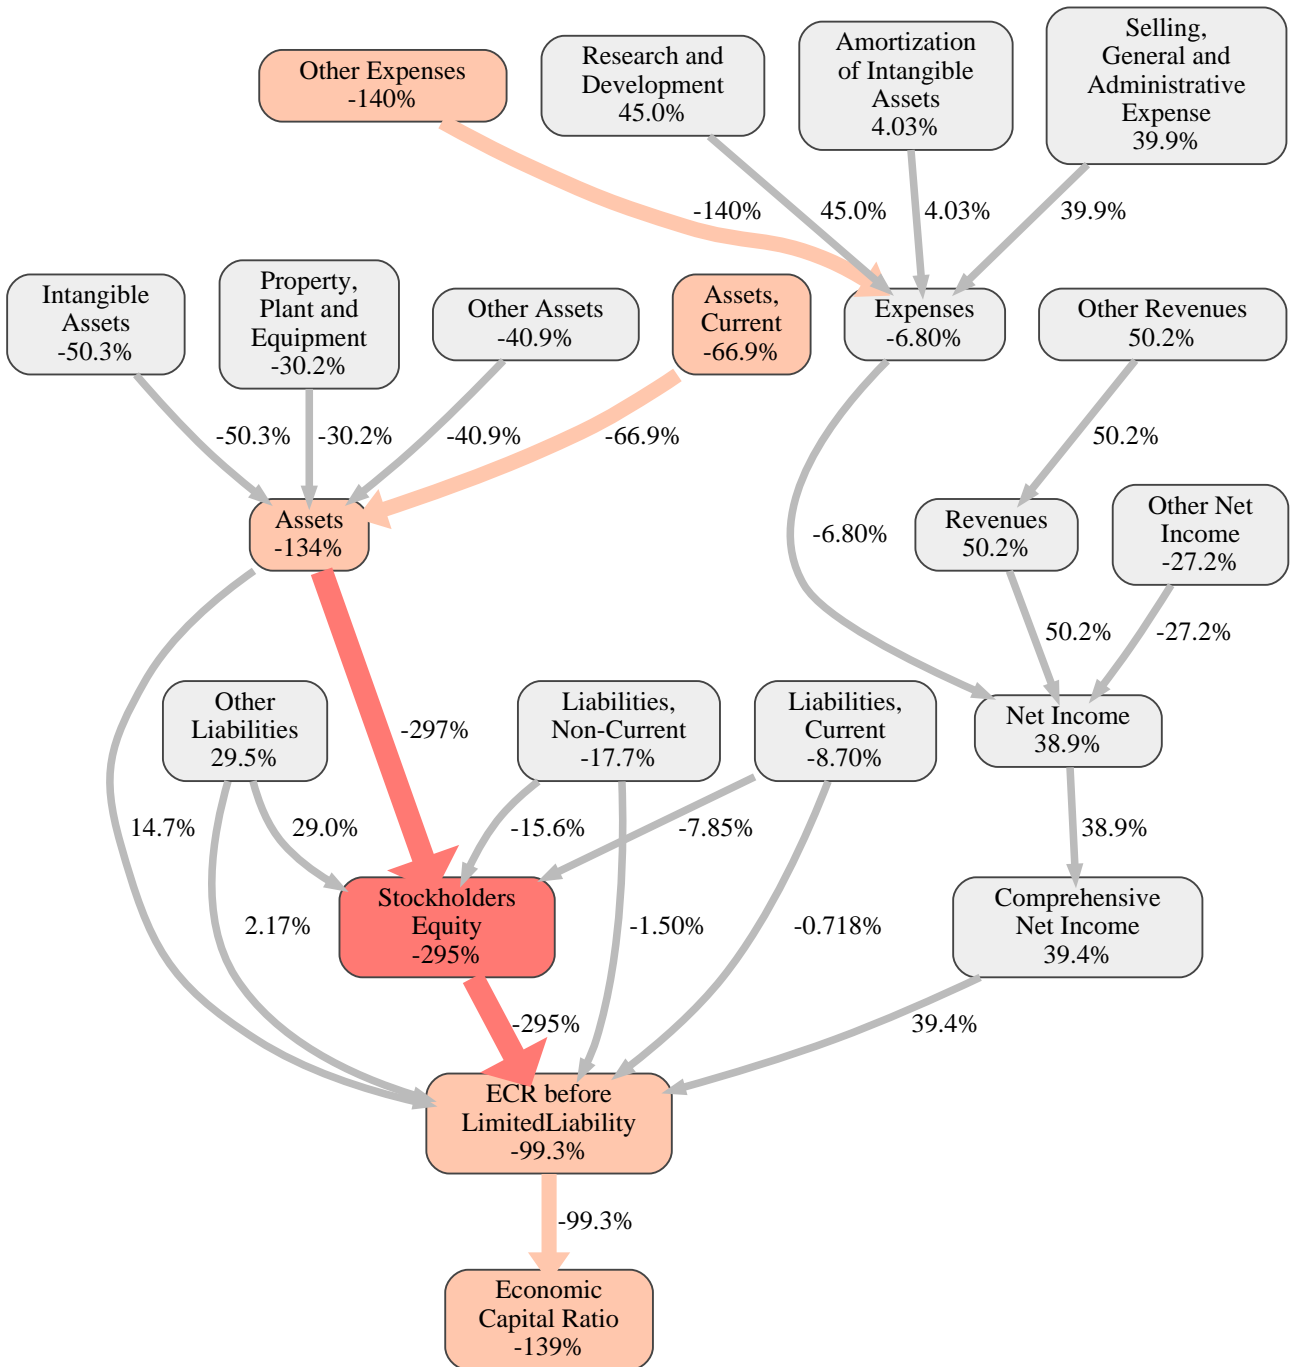 Other Expenses
-140%
Research and
Development
45.0%
Amortization
of Intangible
Assets
4.03%
Selling,
General and
Administrative
Expense
39.9%
-140%
45.0%
4.03%
39.9%
Intangible
Assets
-50.3%
Property,
Plant and
Equipment
-30.2%
Other Assets
-40.9%
Assets,
Current
-66.9%
Expenses
-6.80%
Other Revenues
50.2%
-50.3%
-30.2%
-40.9%
-66.9%
50.2%
Assets
-134%
-6.80%
Revenues
50.2%
Other Net
Income
-27.2%
50.2%
-27.2%
Other
Liabilities
29.5%
-297%
Liabilities,
Non-Current
-17.7%
Liabilities,
Current
-8.70%
Net Income
38.9%
14.7%
29.0%
-15.6%
-7.85%
38.9%
Stockholders
Equity
-295%
2.17%
-1.50%
-0.718%
Comprehensive
Net Income
39.4%
-295%
39.4%
ECR before
LimitedLiability
-99.3%
-99.3%
Economic
Capital Ratio
-139%